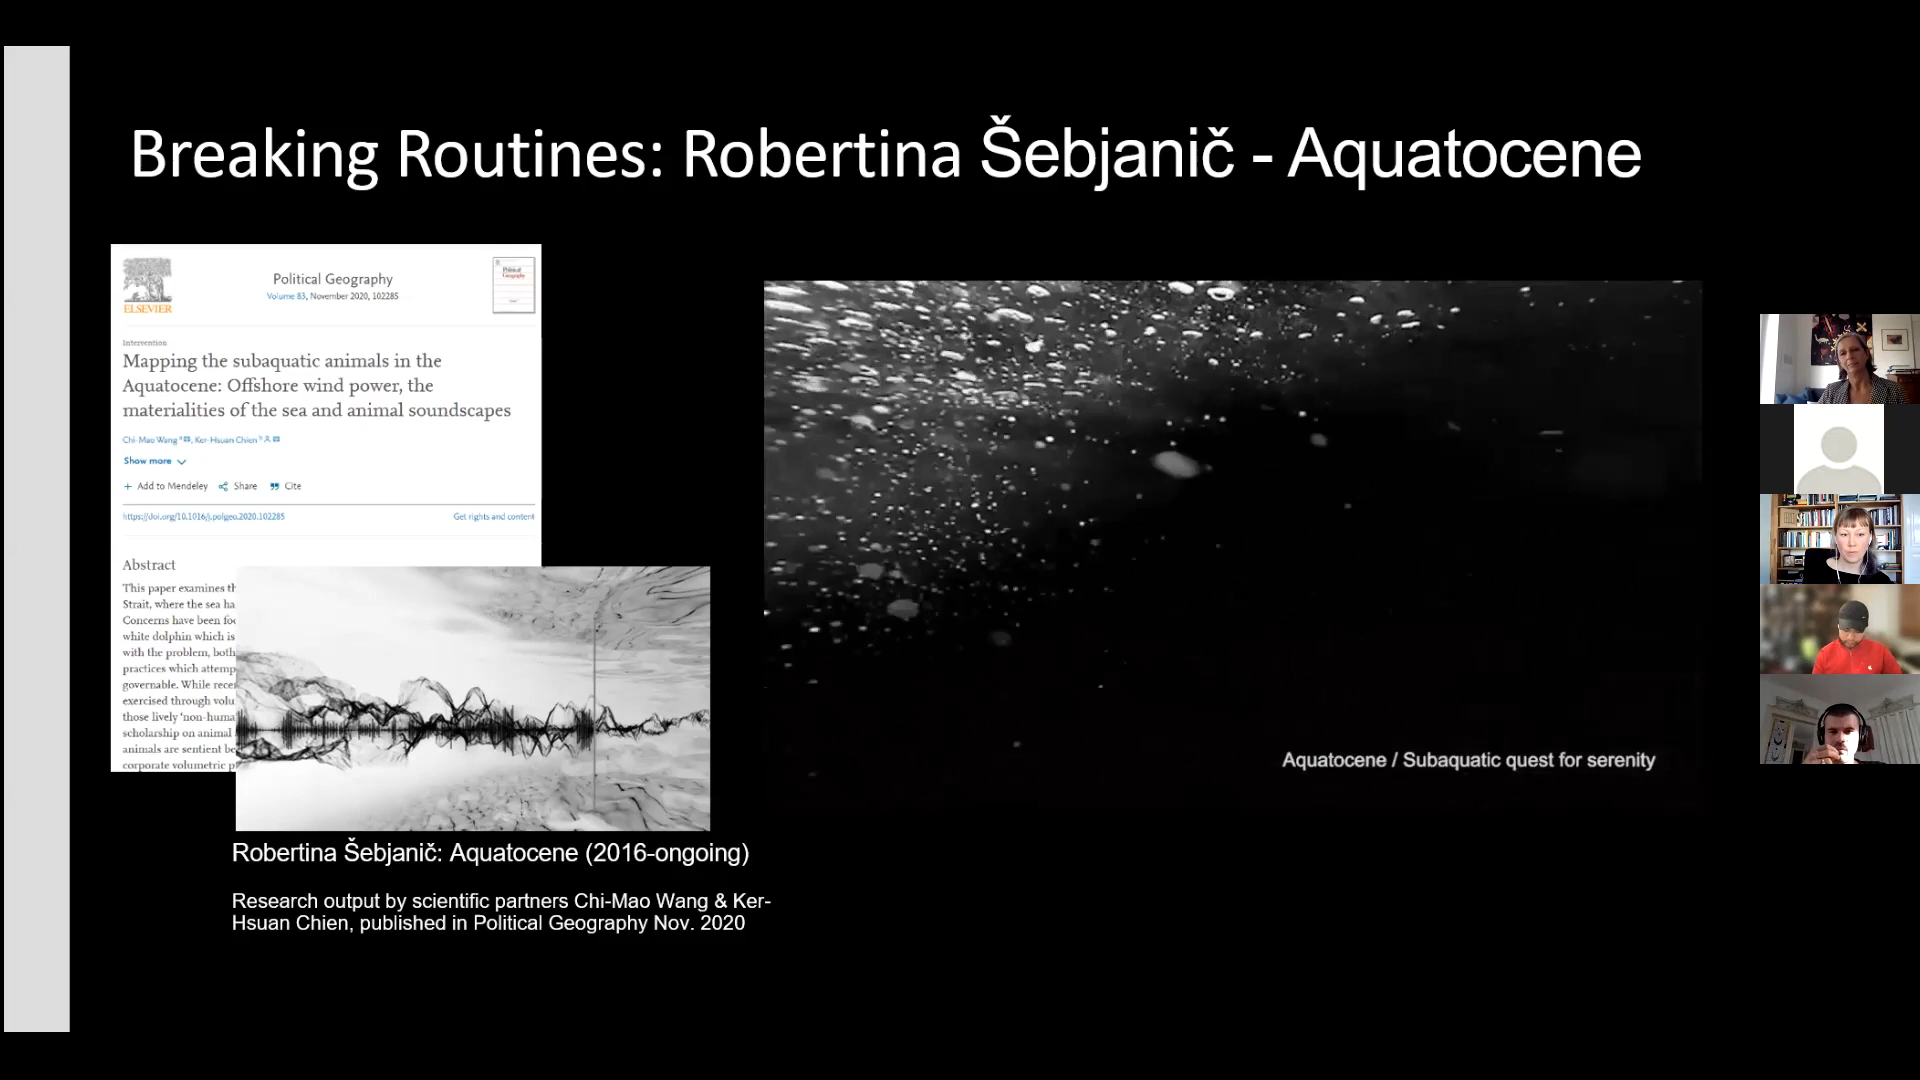 Breaking Routines: Robertina Šebjanič - Aquatocene
ELSEVIER
Political Geography
Volume 83, November 2020, 102285
Intervention
Mapping the subaquatic animals in the
Aquatocene: Offshore wind power, the
materialities of the sea and animal soundscapes
Chi-Mao Wang, Ker-Hsuan Chien
Show more
+ Add to Mendeley Share Cite
https://doi.org/10.1016/j.polgeo.2020.102285 Get rights and content
Abstract
This paper examines th
Strait, where the sea ha
Concerns have been foc
white dolphin which is
with the problem, both
practices which attemp
governable. While recen
exercised through volu
those lively 'non-huma
scholarship on animal
animals are sentient be
corporate volumetric p
Aquatocene / Subaquatic quest for serenity
Robertina Šebjanič: Aquatocene (2016-ongoing)
Research output by scientific partners Chi-Mao Wang & Ker-
Hsuan Chien, published in Political Geography Nov. 2020